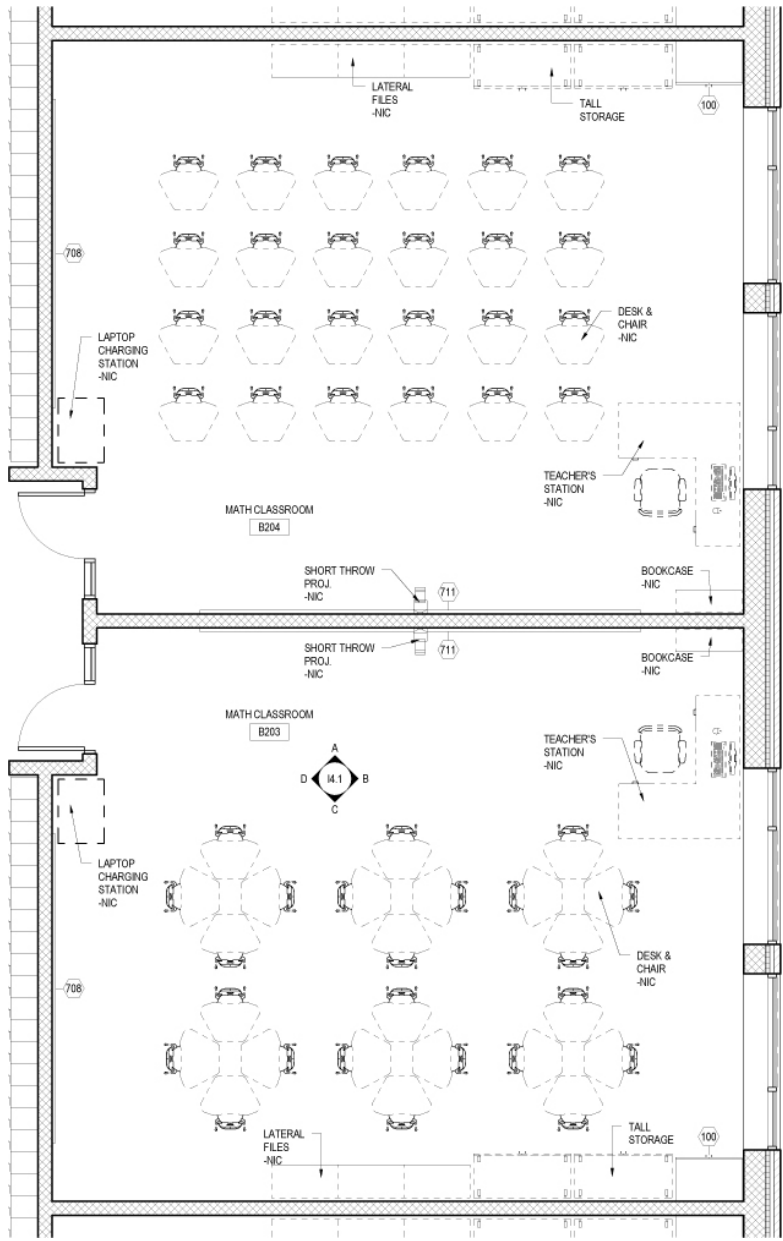 LATERAL
FILES
-NIC
TALL
STORAGE
100
708
DESK &
CHAIR
-NIC
LAPTOP
CHARGING
STATION
-NIC
TEACHER'S
STATION
-NIC
MATH CLASSROOM
B204
SHORT THROW
PROJ.
-NIC
711
BOOKCASE
-NIC
SHORT THROW
PROJ.
-NIC
711
BOOKCASE
-NIC
MATH CLASSROOM
B203
TEACHER'S
STATION
-NIC
A
D I4.1 B
C
LAPTOP
CHARGING
STATION
-NIC
DESK &
CHAIR
-NIC
708
LATERAL
FILES
-NIC
TALL
STORAGE
100